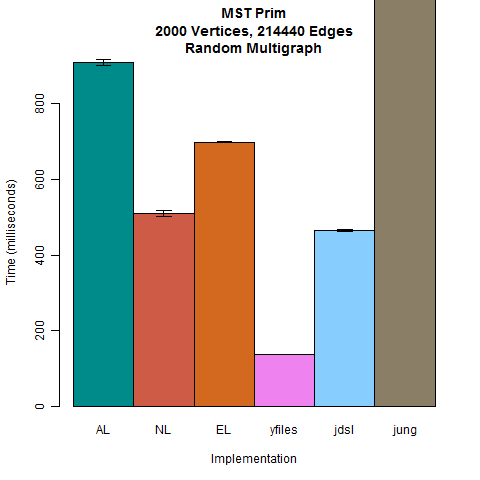 MST Prim
2000 Vertices, 214440 Edges
Random Multigraph
800
600
400
200
0
Time (milliseconds)
AL NL EL yfiles jdsl jung
Implementation